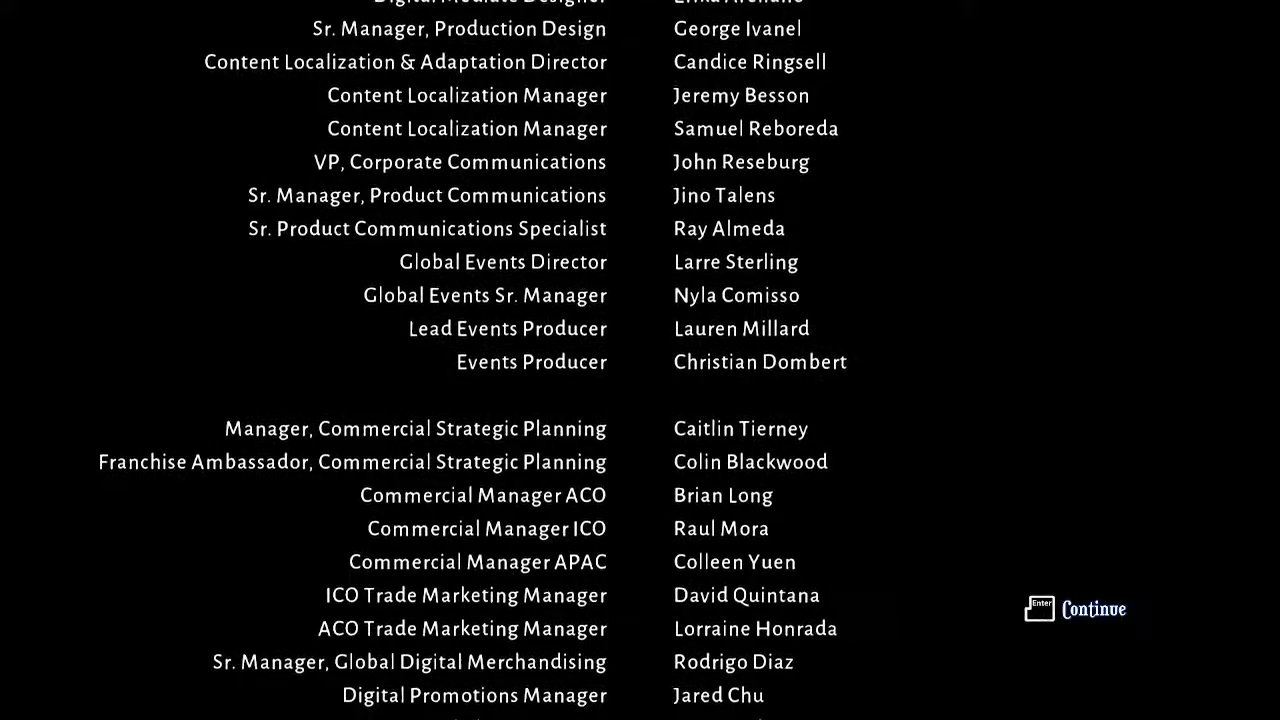 Sr. Manager, Production Design George Ivanel
Content Localization & Adaptation Director Candice Ringsell
Content Localization Manager Jeremy Besson
Content Localization Manager Samuel Reboreda
VP, Corporate Communications John Reseburg
Sr. Manager, Product Communications Jino Talens
Sr. Product Communications Specialist Ray Almeda
Global Events Director Larre Sterling
Global Events Sr. Manager Nyla Comisso
Lead Events Producer Lauren Millard
Events Producer Christian Dombert
Manager, Commercial Strategic Planning Caitlin Tierney
Franchise Ambassador, Commercial Strategic Planning Colin Blackwood
Commercial Manager ACO Brian Long
Commercial Manager ICO Raul Mora
Commercial Manager APAC Colleen Yuen
ICO Trade Marketing Manager David Quintana
Enter Continue
ACO Trade Marketing Manager Lorraine Honrada
Sr. Manager, Global Digital Merchandising Rodrigo Diaz
Digital Promotions Manager Jared Chu